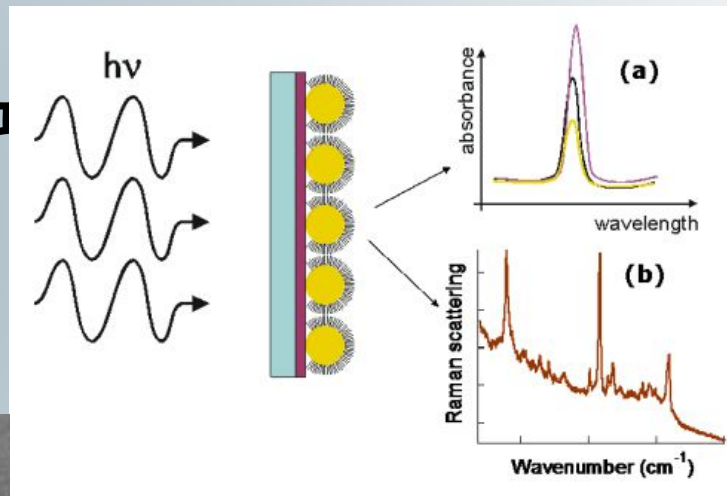 hν
(a)
absorbance
wavelength
(b)
Raman scattering
Wavenumber (cm⁻¹)